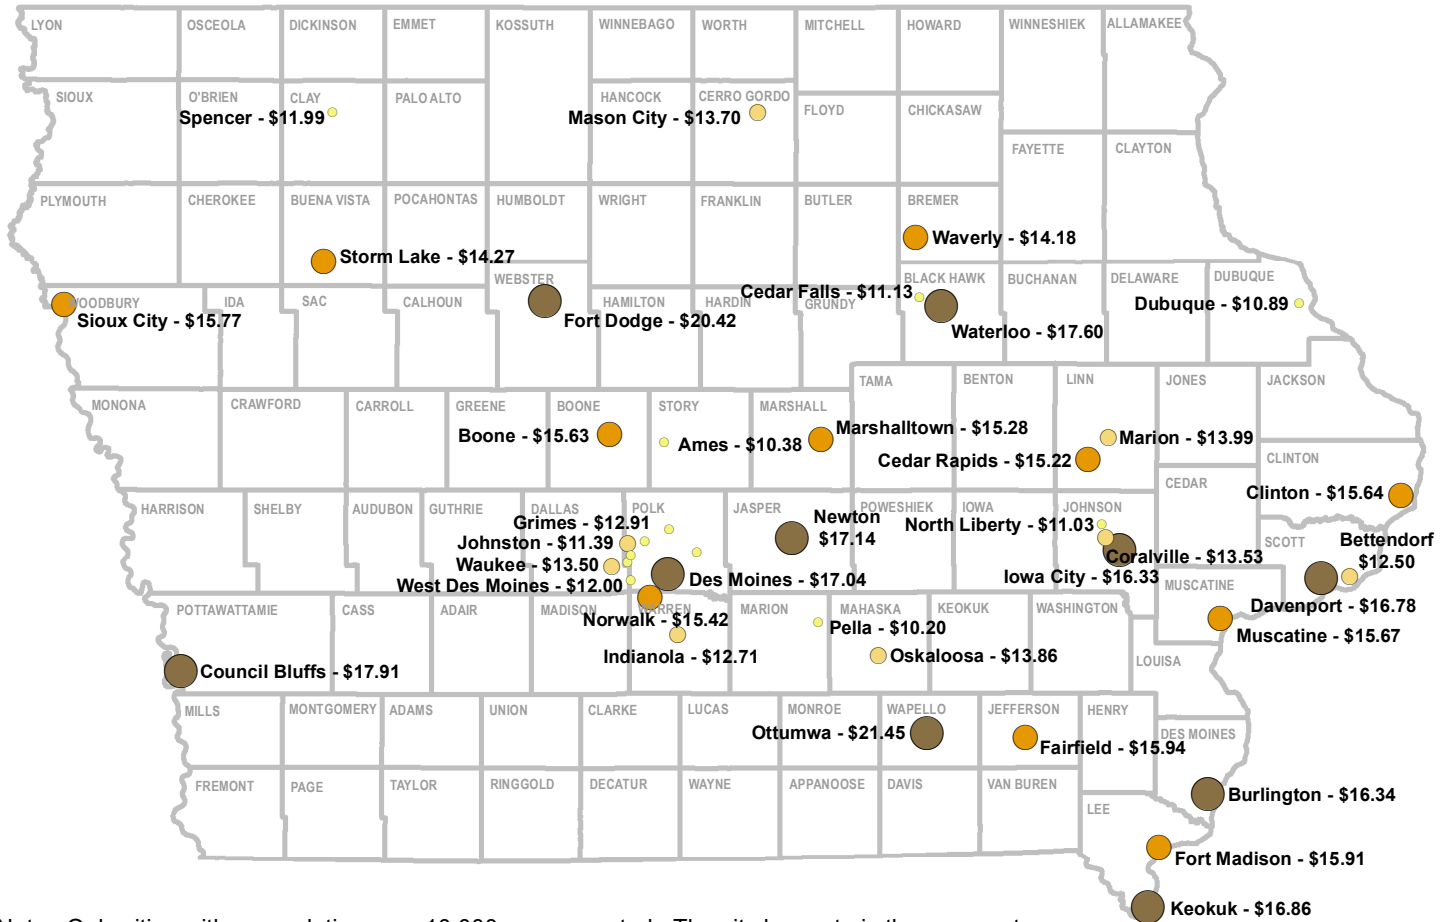 LYON
OSCEOLA
DICKINSON
EMMET
KOSSUTH
WINNEBAGO
WORTH
MITCHELL
HOWARD
WINNESHIEK
ALLAMAKEE
SIOUX
O'BRIEN
CLAY
PALO ALTO
HANCOCK
CERRO GORDO
FLOYD
CHICKASAW
Spencer - $11.99
Mason City - $13.70
FAYETTE
CLAYTON
PLYMOUTH
CHEROKEE
BUENA VISTA
POCAHONTAS
HUMBOLDT
WRIGHT
FRANKLIN
BUTLER
BREMER
Waverly - $14.18
Storm Lake - $14.27
WEBSTER
BLACK HAWK
BUCHANAN
DELAWARE
DUBUQUE
Cedar Falls - $11.13
Dubuque - $10.89
WOODBURY
IDA
SAC
CALHOUN
HAMILTON
HARDIN
GRUNDY
Sioux City - $15.77
Fort Dodge - $20.42
Waterloo - $17.60
TAMA
BENTON
LINN
JONES
JACKSON
MONONA
CRAWFORD
CARROLL
GREENE
BOONE
STORY
MARSHALL
Boone - $15.63
Ames - $10.38
Marshalltown - $15.28
Marion - $13.99
Cedar Rapids - $15.22
CLINTON
CEDAR
Clinton - $15.64
HARRISON
SHELBY
AUDUBON
GUTHRIE
DALLAS
POLK
JASPER
POWESHIEK
IOWA
JOHNSON
Grimes - $12.91
Newton
$17.14
North Liberty - $11.03
Johnston - $11.39
SCOTT
Bettendorf
$12.50
Waukee - $13.50
Coralville - $13.53
West Des Moines - $12.00
Des Moines - $17.04
Iowa City - $16.33
MUSCATINE
Davenport - $16.78
POTTAWATTAMIE
CASS
ADAIR
MADISON
WARREN
MARION
MAHASKA
KEOKUK
WASHINGTON
Norwalk - $15.42
Pella - $10.20
Muscatine - $15.67
Indianola - $12.71
Oskaloosa - $13.86
LOUISA
Council Bluffs - $17.91
MILLS
MONTGOMERY
ADAMS
UNION
CLARKE
LUCAS
MONROE
WAPELLO
JEFFERSON
HENRY
DES MOINES
Ottumwa - $21.45
Fairfield - $15.94
FREMONT
PAGE
TAYLOR
RINGGOLD
DECATUR
WAYNE
APPANOOSE
DAVIS
VAN BUREN
LEE
Burlington - $16.34
Fort Madison - $15.91
Keokuk - $16.86